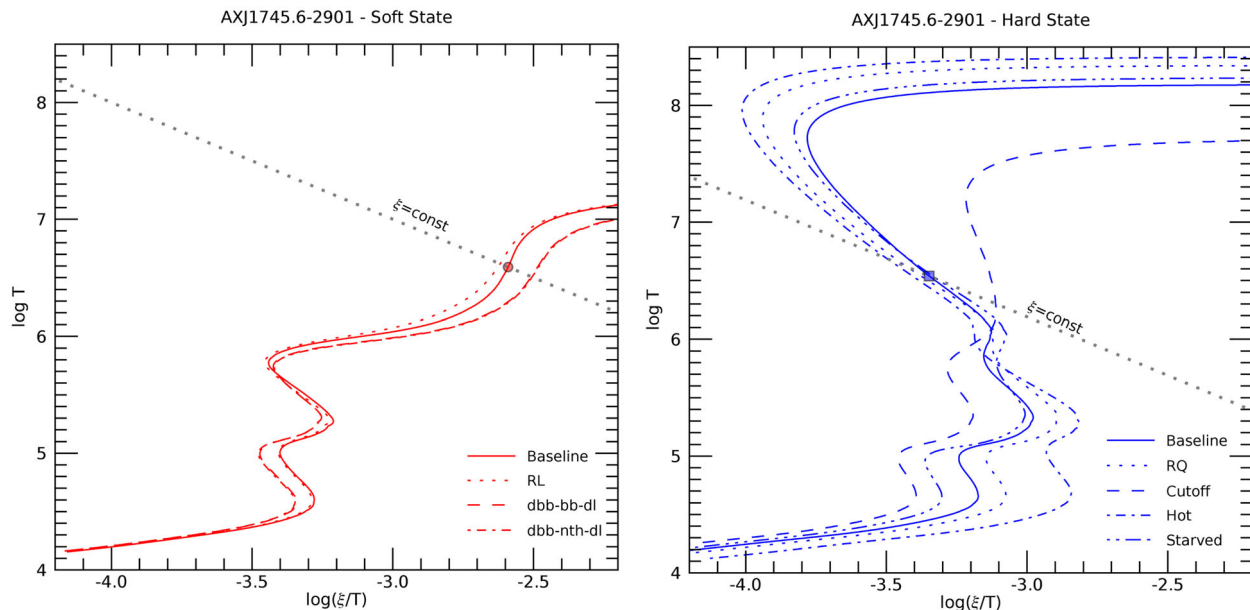 AXJ1745.6-2901 - Soft State
8
7
6
5
4
log T
ξ=const
Baseline
RL
dbb-bb-dl
dbb-nth-dl
-4.0
-3.5
-3.0
-2.5
log(ξ/T)
AXJ1745.6-2901 - Hard State
8
7
6
5
4
log T
ξ=const
Baseline
RQ
Cutoff
Hot
Starved
-4.0
-3.5
-3.0
-2.5
log(ξ/T)